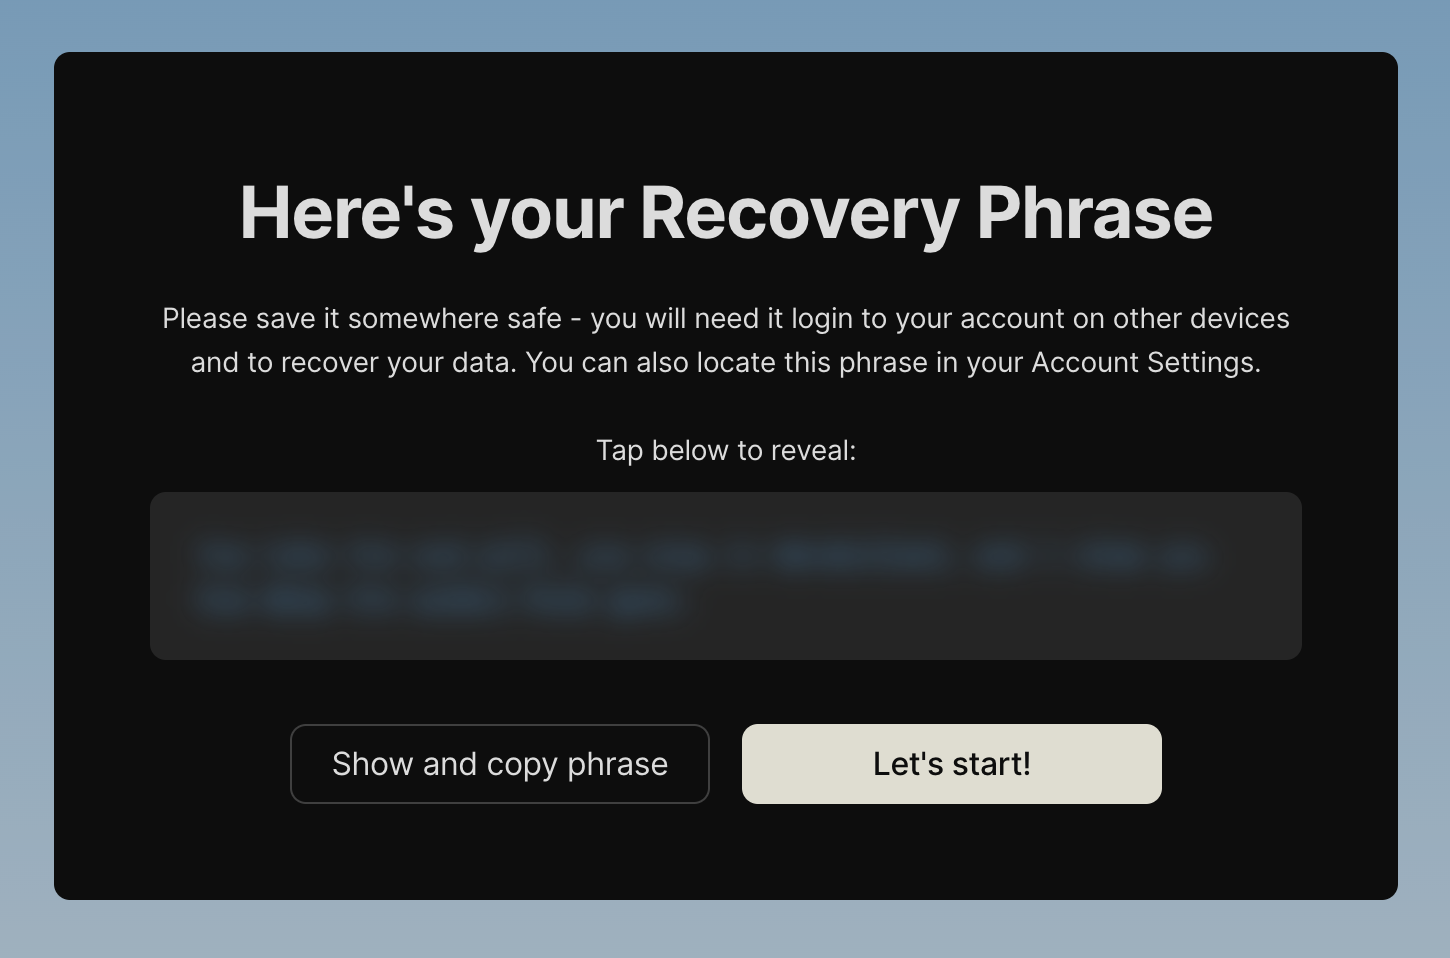 Here's your Recovery Phrase
Please save it somewhere safe - you will need it login to your account on other devices
and to recover your data. You can also locate this phrase in your Account Settings.
Tap below to reveal:
Show and copy phrase
Let's start!